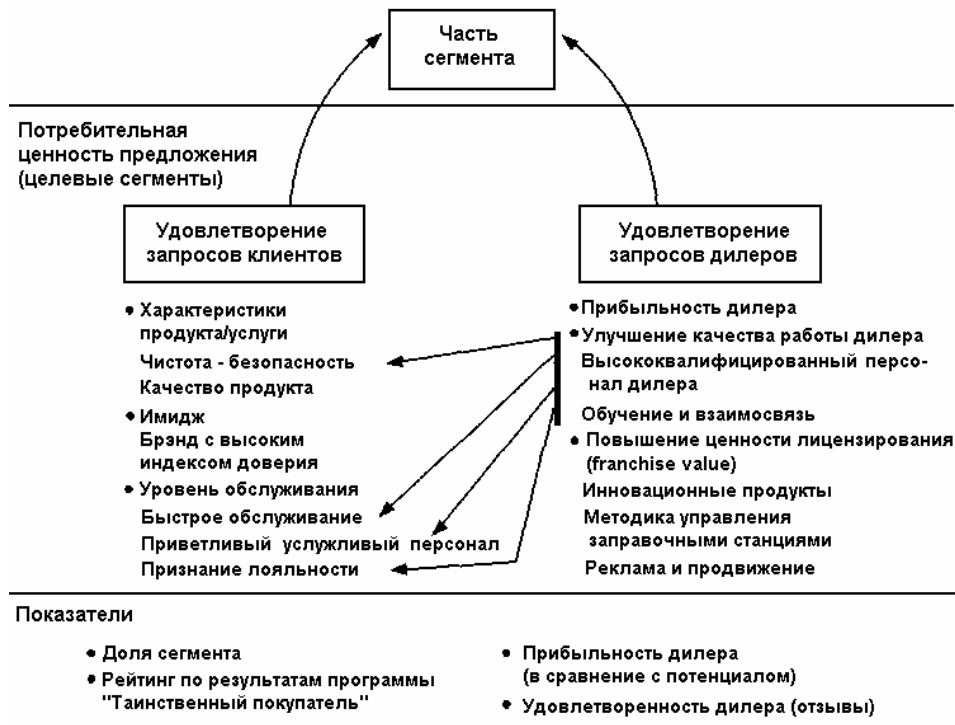 Часть
сегмента
Потребительная
ценность предложения
(целевые сегменты)
Удовлетворение
запросов клиентов
• Характеристики
продукта/услуги
Чистота - безопасность
Качество продукта
• Имидж
Брэнд с высоким
индексом доверия
• Уровень обслуживания
Быстрое обслуживание
Приветливый услужливый персонал
Признание лояльности
Удовлетворение
запросов дилеров
• Прибыльность дилера
• Улучшение качества работы дилера
Высококвалифицированный персо-
нал дилера
Обучение и взаимосвязь
• Повышение ценности лицензирования
(franchise value)
Инновационные продукты
Методика управления
заправочными станциями
Реклама и продвижение
Показатели
• Доля сегмента
• Рейтинг по результатам программы
"Таинственный покупатель"
• Прибыльность дилера
(в сравнение с потенциалом)
• Удовлетворенность дилера (отзывы)